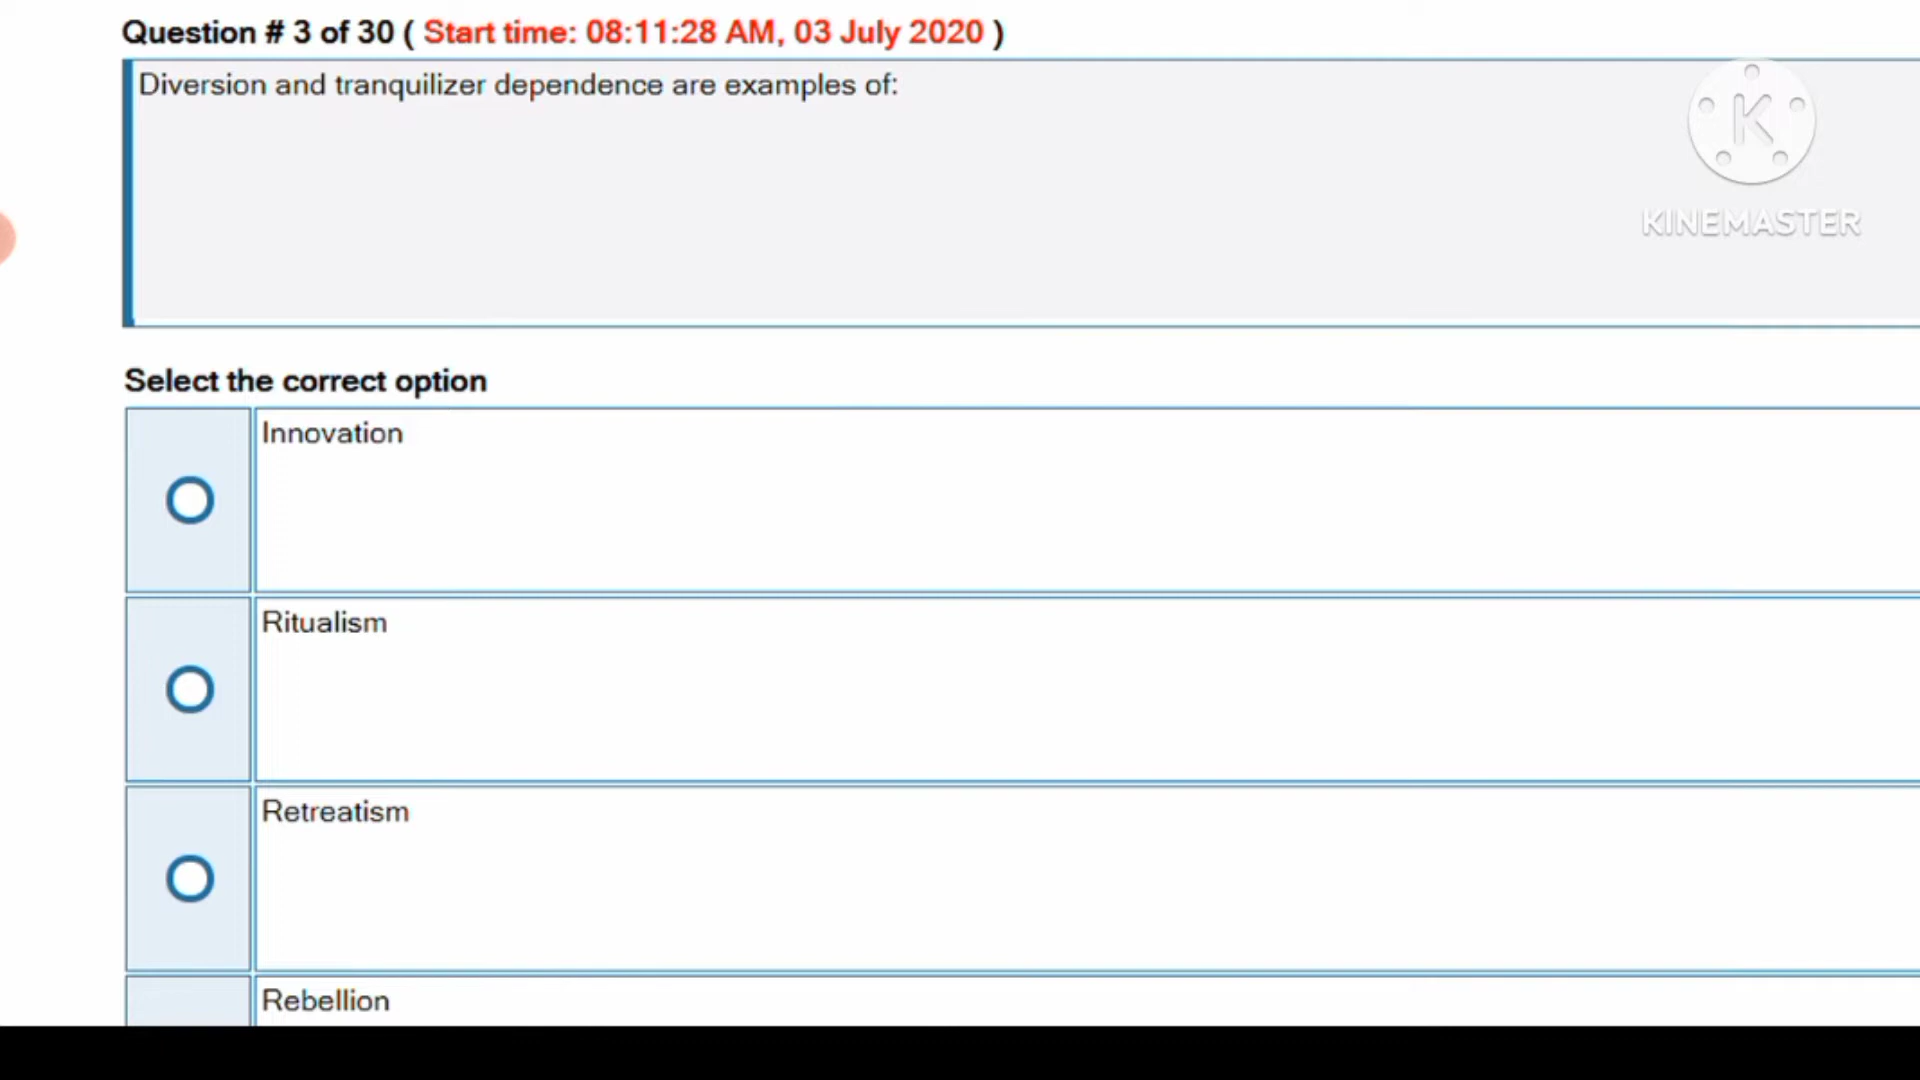 Question # 3 of 30 ( Start time: 08:11:28 AM, 03 July 2020 )
Diversion and tranquilizer dependence are examples of:
K
KINEMASTER
Select the correct option
Innovation
Ritualism
Retreatism
Rebellion